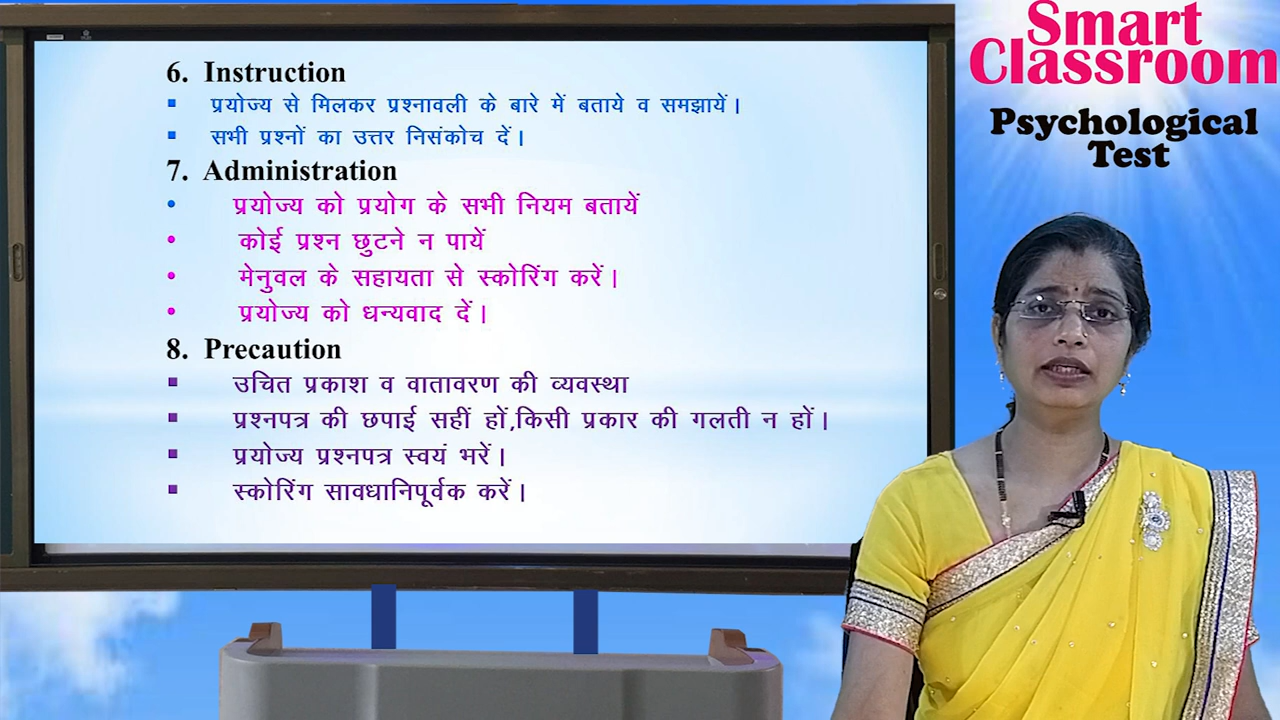 Smart
Classroom
Psychological
Test
6. Instruction
▪ प्रयोज्य से मिलकर प्रश्नावली के बारे में बताये व समझायें।
▪ सभी प्रश्नों का उत्तर निसंकोच दें।
7. Administration
• प्रयोज्य को प्रयोग के सभी नियम बतायें
• कोई प्रश्न छुटने न पायें
• मेनुवल के सहायता से स्कोरिंग करें।
• प्रयोज्य को धन्यवाद दें।
8. Precaution
▪ उचित प्रकाश व वातावरण की व्यवस्था
▪ प्रश्नपत्र की छपाई सहीं हों,किसी प्रकार की गलती न हों।
▪ प्रयोज्य प्रश्नपत्र स्वयं भरें।
▪ स्कोरिंग सावधानिपूर्वक करें।